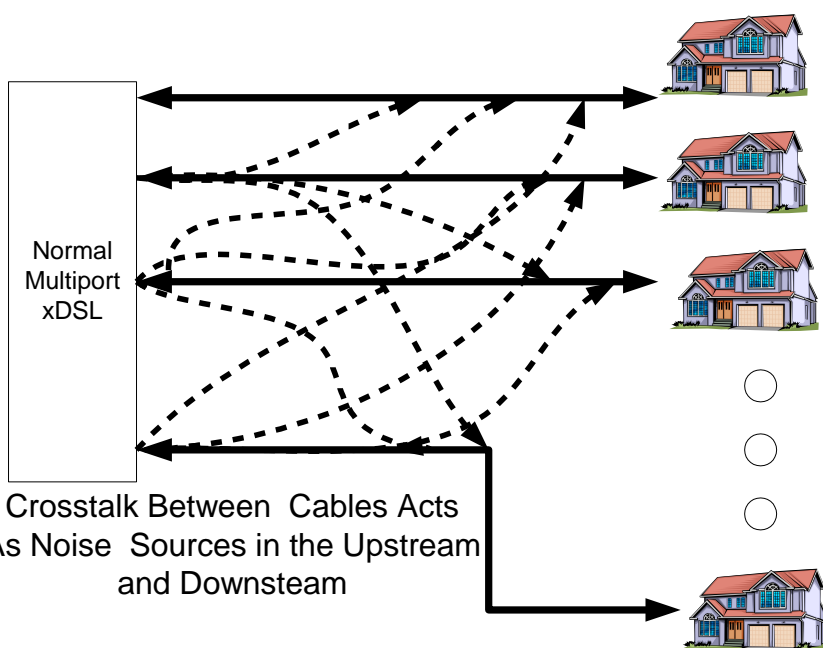 Normal
Multiport
xDSL
Crosstalk Between Cables Acts
As Noise Sources in the Upstream
and Downsteam